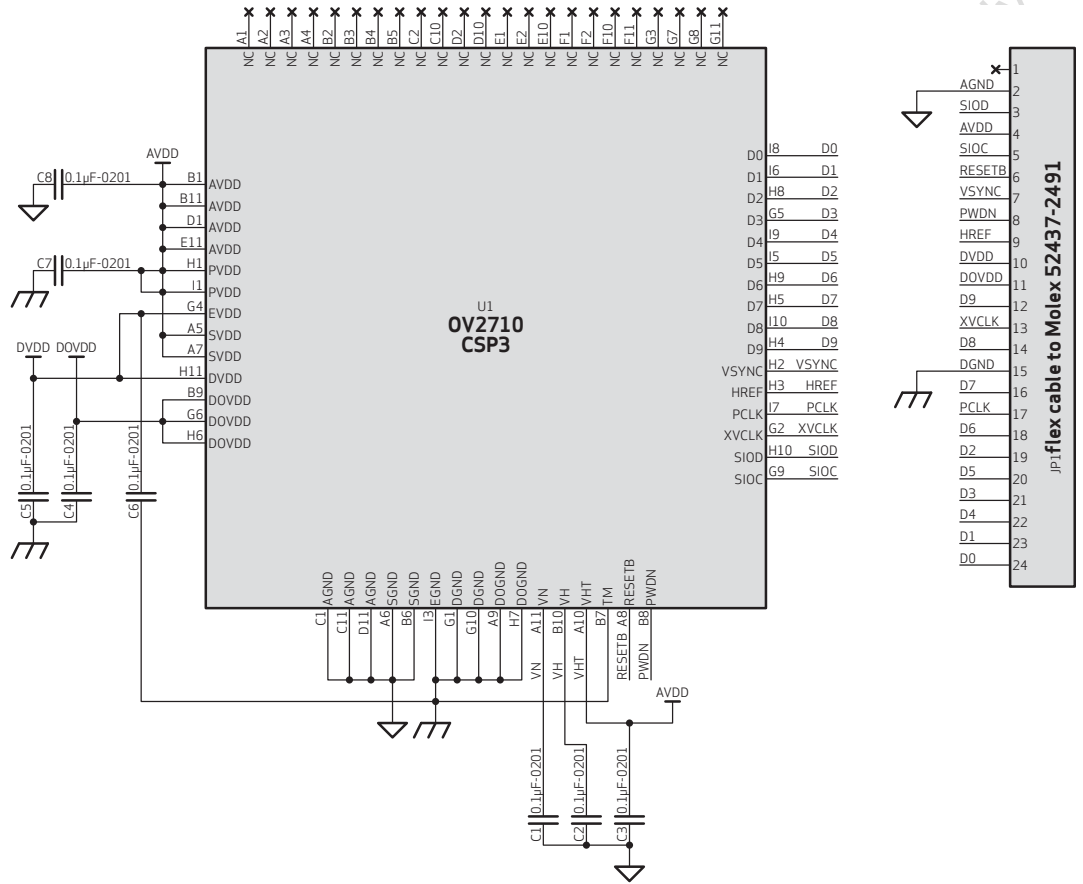 A1 A2 A3 A4 B2 B3 B4 B5 C2 C10 D2 D10 E1 E2 E10 F1 F2 F10 F11 G3 G7 G8 G11
NC NC NC NC NC NC NC NC NC NC NC NC NC NC NC NC NC NC NC NC NC NC NC
AVDD
C8 0.1µF-0201
B1 AVDD
B11 AVDD
D1 AVDD
E11 AVDD
C7 0.1µF-0201
H1 PVDD
I1 PVDD
G4 EVDD
A5 SVDD
A7 SVDD
DVDD DOVDD
H11 DVDD
B9 DOVDD
G6 DOVDD
H6 DOVDD
C5 0.1µF-0201
C4 0.1µF-0201
C6 0.1µF-0201
U1
OV2710
CSP3
D0 I8 D0
D1 I6 D1
D2 H8 D2
D3 G5 D3
D4 I9 D4
D5 I5 D5
D6 H9 D6
D7 H5 D7
D8 I10 D8
D9 H4 D9
VSYNC H2 VSYNC
HREF H3 HREF
PCLK I7 PCLK
XVCLK G2 XVCLK
SIOD H10 SIOD
SIOC G9 SIOC
AGND AGND AGND SGND SGND EGND DGND DGND DOGND DOGND VN VH VHT TM RESETB PWDN
C1 C11 D11 A6 B6 I3 G1 G10 A9 H7 A11 B10 A10 B7 A8 B8
VN VH VHT RESETB PWDN
AVDD
C1 0.1µF-0201
C2 0.1µF-0201
C3 0.1µF-0201
1
AGND 2
SIOD 3
AVDD 4
SIOC 5
RESETB 6
VSYNC 7
PWDN 8
HREF 9
DVDD 10
DOVDD 11
D9 12
XVCLK 13
D8 14
DGND 15
D7 16
PCLK 17
D6 18
D2 19
D5 20
D3 21
D4 22
D1 23
D0 24
JP1 flex cable to Molex 52437-2491